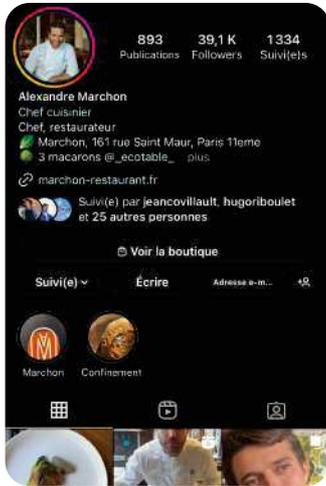 893 39,1 K 1334
Publications Followers Suivi(e)s
Alexandre Marchon
Chef cuisinier
Chef, restaurateur
Marchon, 161 rue Saint Maur, Paris 11eme
3 macarons @_ecotable_ plus
marchon-restaurant.fr
Suivi(e) par jeancovillault, hugoriboulet
et 25 autres personnes
Voir la boutique
Suivi(e) Écrire Adresse e-m...
Marchon Confinement